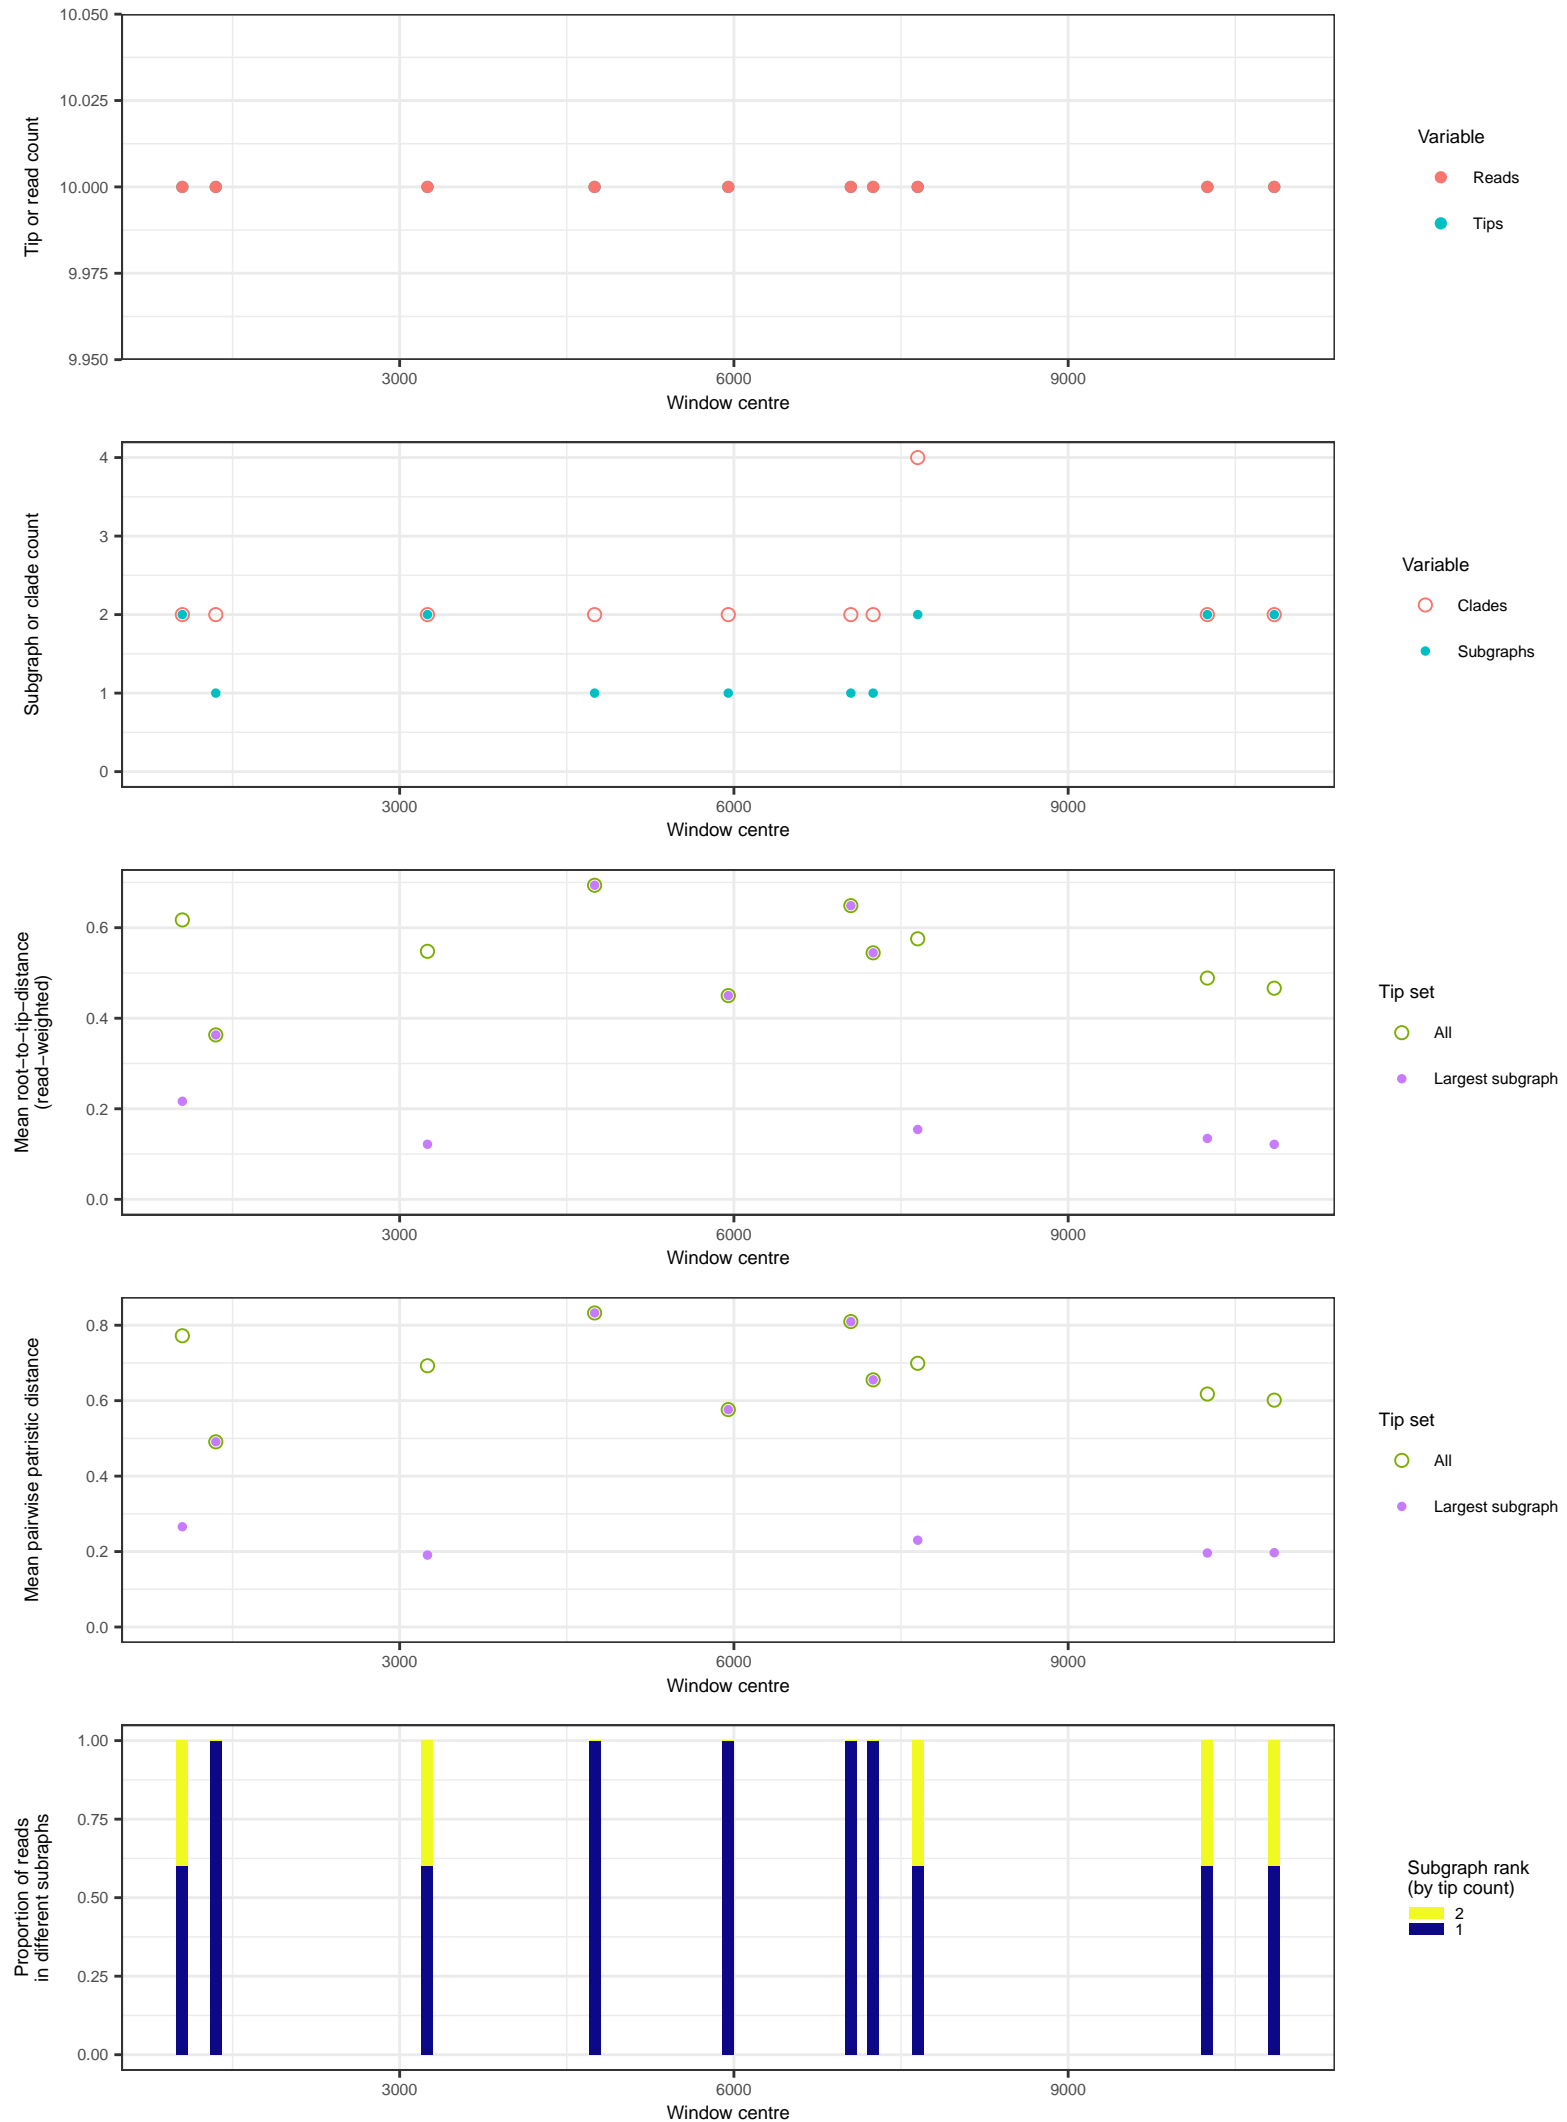 10.050
10.025
10.000
9.975
9.950
Tip or read count
3000
6000
9000
Window centre
Variable
Reads
Tips
4
3
2
1
0
Subgraph or clade count
3000
6000
9000
Window centre
Variable
Clades
Subgraphs
0.6
0.4
0.2
0.0
Mean root−to−tip−distance
(read−weighted)
3000
6000
9000
Window centre
Tip set
All
Largest subgraph
0.8
0.6
0.4
0.2
0.0
Mean pairwise patristic distance
3000
6000
9000
Window centre
Tip set
All
Largest subgraph
1.00
0.75
0.50
0.25
0.00
Proportion of reads
in different subraphs
3000
6000
9000
Window centre
Subgraph rank
(by tip count)
2
1